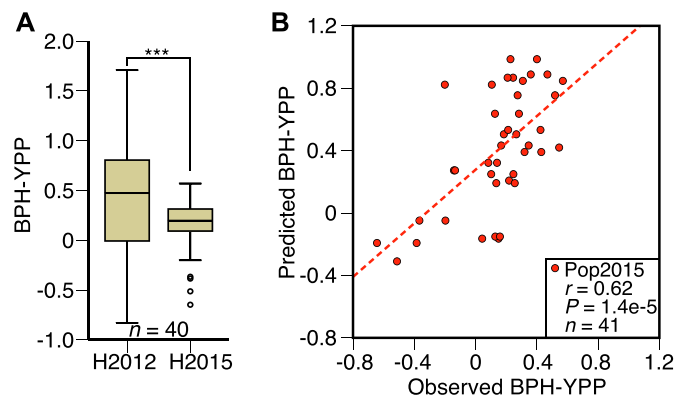 A
BPH-YPP
2.0
1.5
1.0
0.5
0
-0.5
-1.0
***
n = 40
H2012
H2015
B
Predicted BPH-YPP
1.2
0.8
0.4
0
-0.4
-0.8
Pop2015
r = 0.62
P = 1.4e-5
n = 41
-0.8 -0.4 0 0.4 0.8 1.2
Observed BPH-YPP